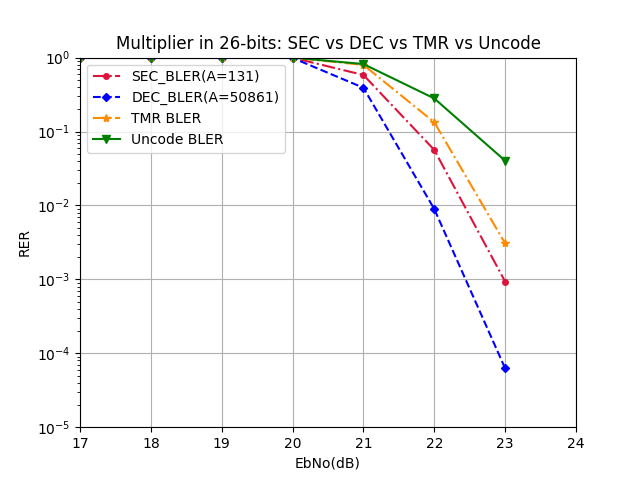 Multiplier in 26-bits: SEC vs DEC vs TMR vs Uncode
10^0
10^-1
10^-2
10^-3
10^-4
10^-5
RER
SEC_BLER(A=131)
DEC_BLER(A=50861)
TMR BLER
Uncode BLER
17 18 19 20 21 22 23 24
EbNo(dB)